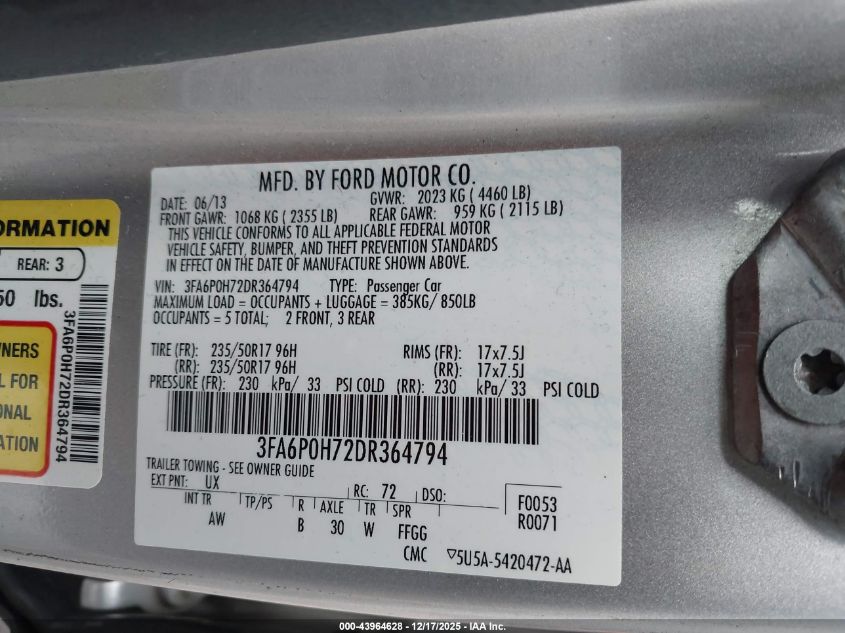 ORMATION
REAR: 3
50 lbs.
NERS
L FOR
ONAL
ATION
3FA6P0H72DR364794
MFD. BY FORD MOTOR CO.
DATE: 06/13 GVWR: 2023 KG ( 4460 LB)
FRONT GAWR: 1068 KG ( 2355 LB) REAR GAWR: 959 KG ( 2115 LB)
THIS VEHICLE CONFORMS TO ALL APPLICABLE FEDERAL MOTOR
VEHICLE SAFETY, BUMPER, AND THEFT PREVENTION STANDARDS
IN EFFECT ON THE DATE OF MANUFACTURE SHOWN ABOVE.
VIN: 3FA6P0H72DR364794 TYPE: Passenger Car
MAXIMUM LOAD = OCCUPANTS + LUGGAGE = 385KG/ 850LB
OCCUPANTS = 5 TOTAL; 2 FRONT, 3 REAR
TIRE (FR): 235/50R17 96H RIMS (FR): 17x7.5J
(RR): 235/50R17 96H (RR): 17x7.5J
PRESSURE (FR): 230 kPa/ 33 PSI COLD (RR): 230 kPa/ 33 PSI COLD
3FA6P0H72DR364794
TRAILER TOWING - SEE OWNER GUIDE
EXT PNT: UX RC: 72 DSO: F0053
INT TR TP/PS R AXLE TR SPR R0071
AW B 30 W FFGG
CMC ▽5U5A-5420472-AA
000-43964628 - 12/17/2025 - IAA Inc.